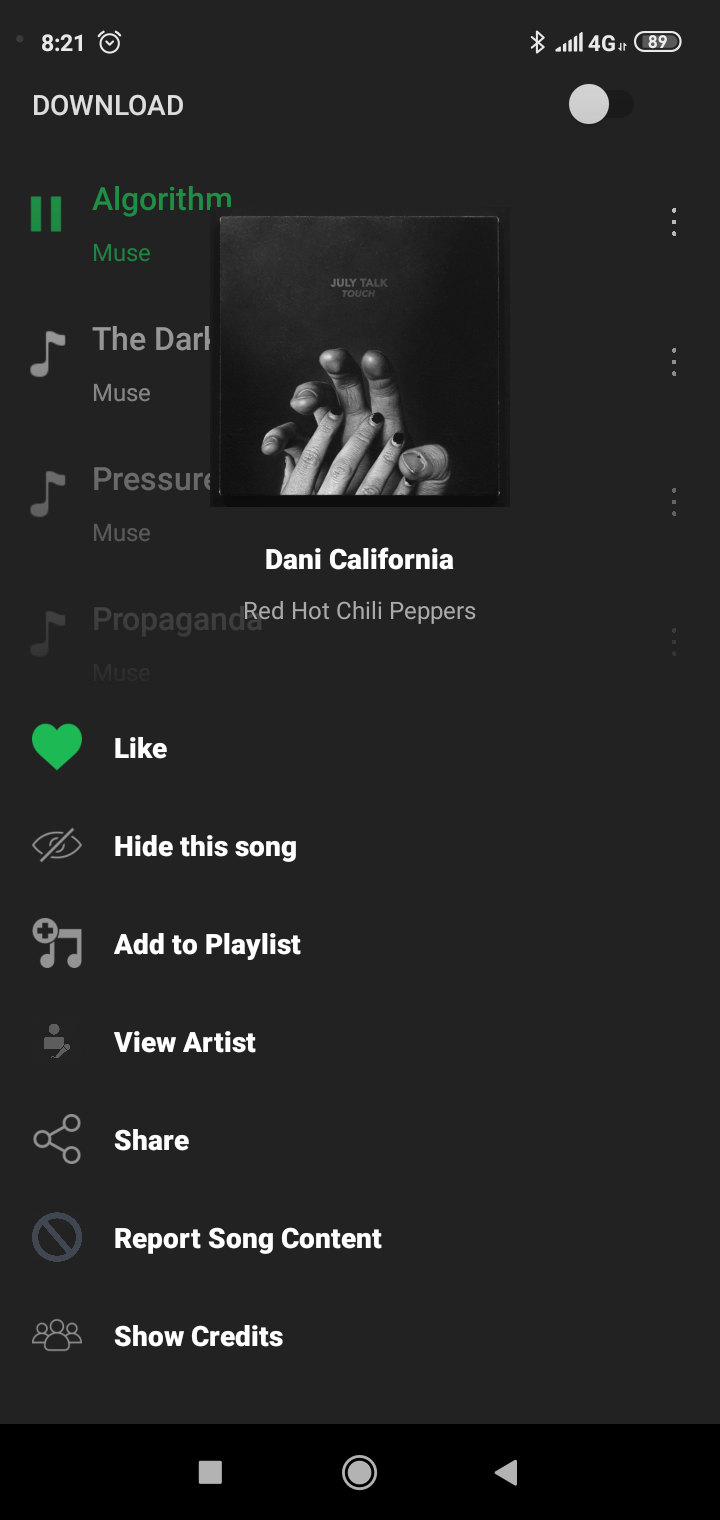 8:21
4G
89
DOWNLOAD
Algorithm
Muse
The Dark
Muse
Pressure
Muse
JULY TALK
TOUCH
Dani California
Red Hot Chili Peppers
Propaganda
Muse
Like
Hide this song
Add to Playlist
View Artist
Share
Report Song Content
Show Credits